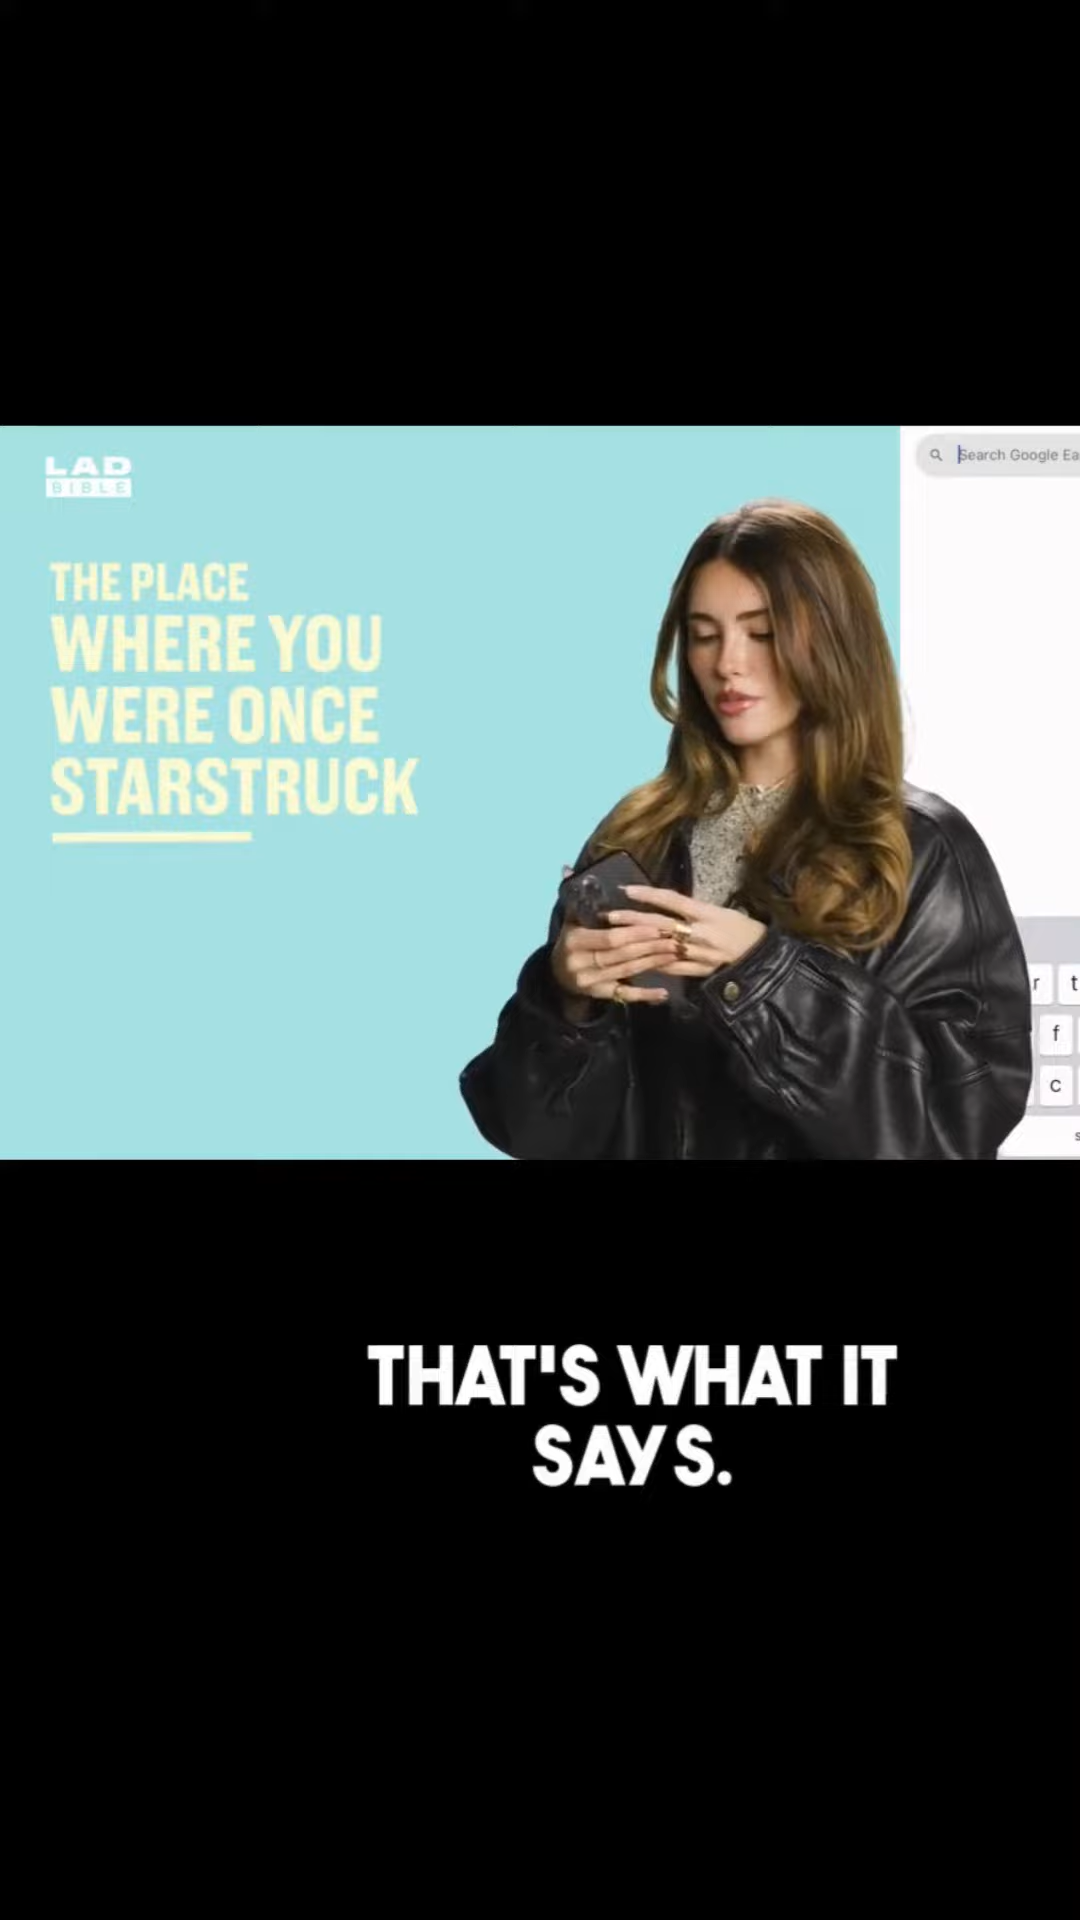 LAD
BIBLE
THE PLACE
WHERE YOU
WERE ONCE
STARSTRUCK
Search Google Ea
r t
f
c
s
THAT'S WHAT IT
SAYS.